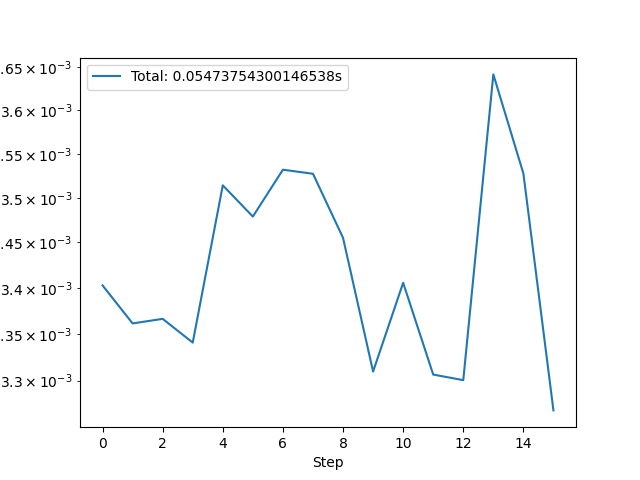 Total: 0.05473754300146538s
.65 × 10⁻³
3.6 × 10⁻³
.55 × 10⁻³
3.5 × 10⁻³
.45 × 10⁻³
3.4 × 10⁻³
.35 × 10⁻³
3.3 × 10⁻³
0 2 4 6 8 10 12 14
Step